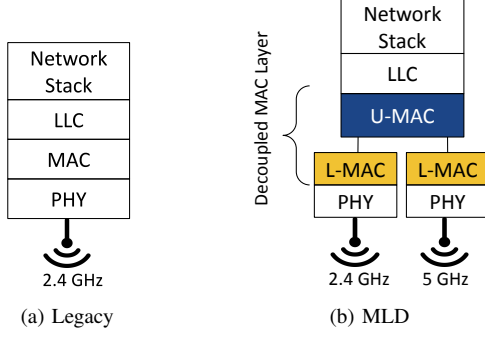 Network
Stack
LLC
MAC
PHY
2.4 GHz
(a) Legacy
Decoupled MAC Layer
Network
Stack
LLC
U-MAC
L-MAC
L-MAC
PHY
PHY
2.4 GHz
5 GHz
(b) MLD